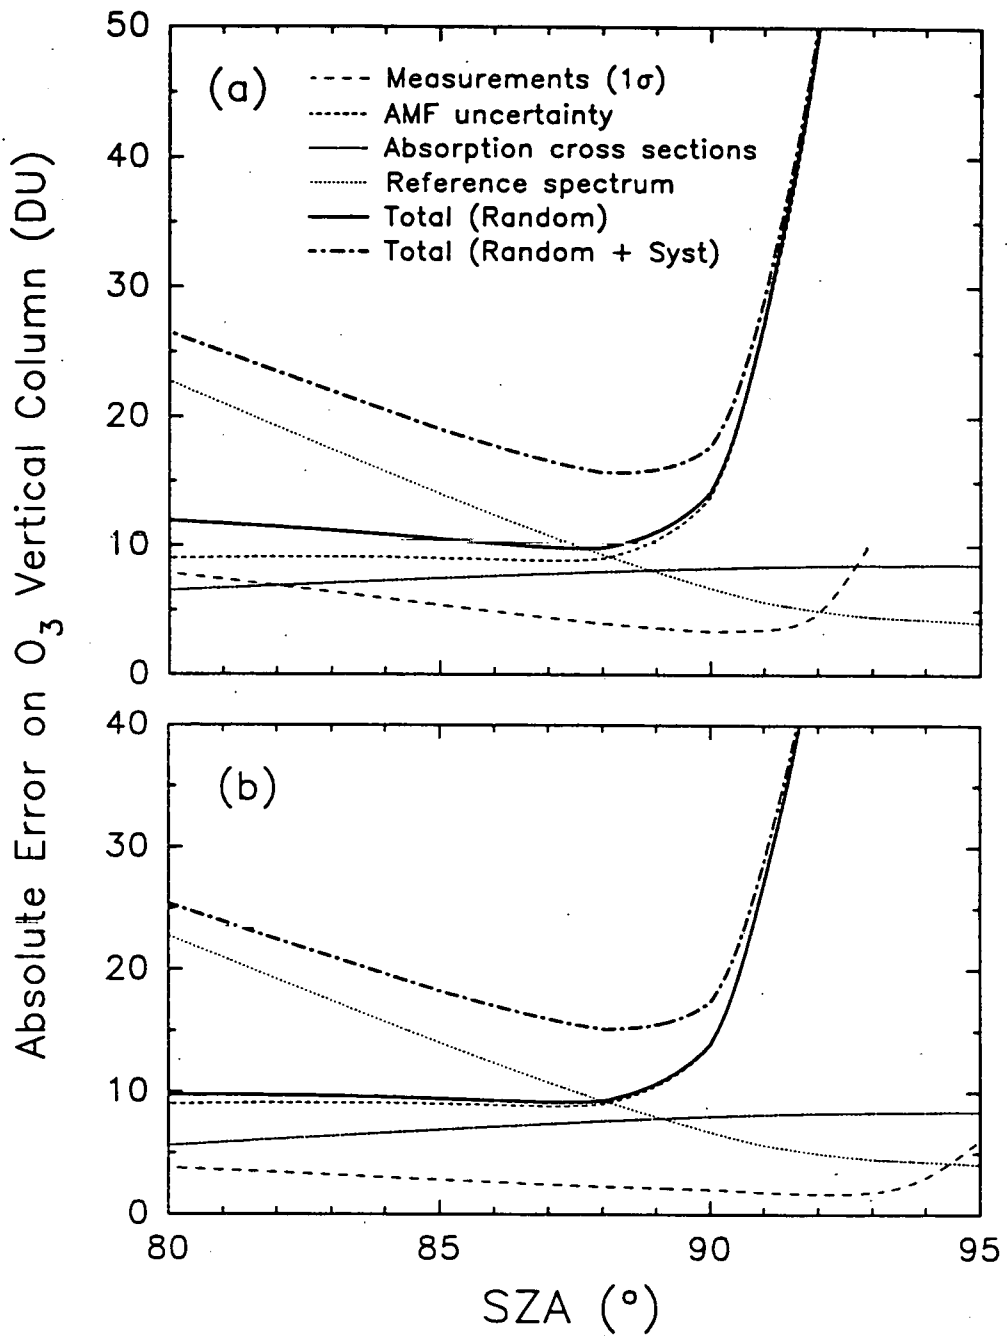 50
(a)
Measurements (1σ)
AMF uncertainty
Absorption cross sections
Reference spectrum
Total (Random)
Total (Random + Syst)
40
30
20
10
0
Absolute Error on O3 Vertical Column (DU)
40
(b)
30
20
10
0
80 85 90 95
SZA (°)